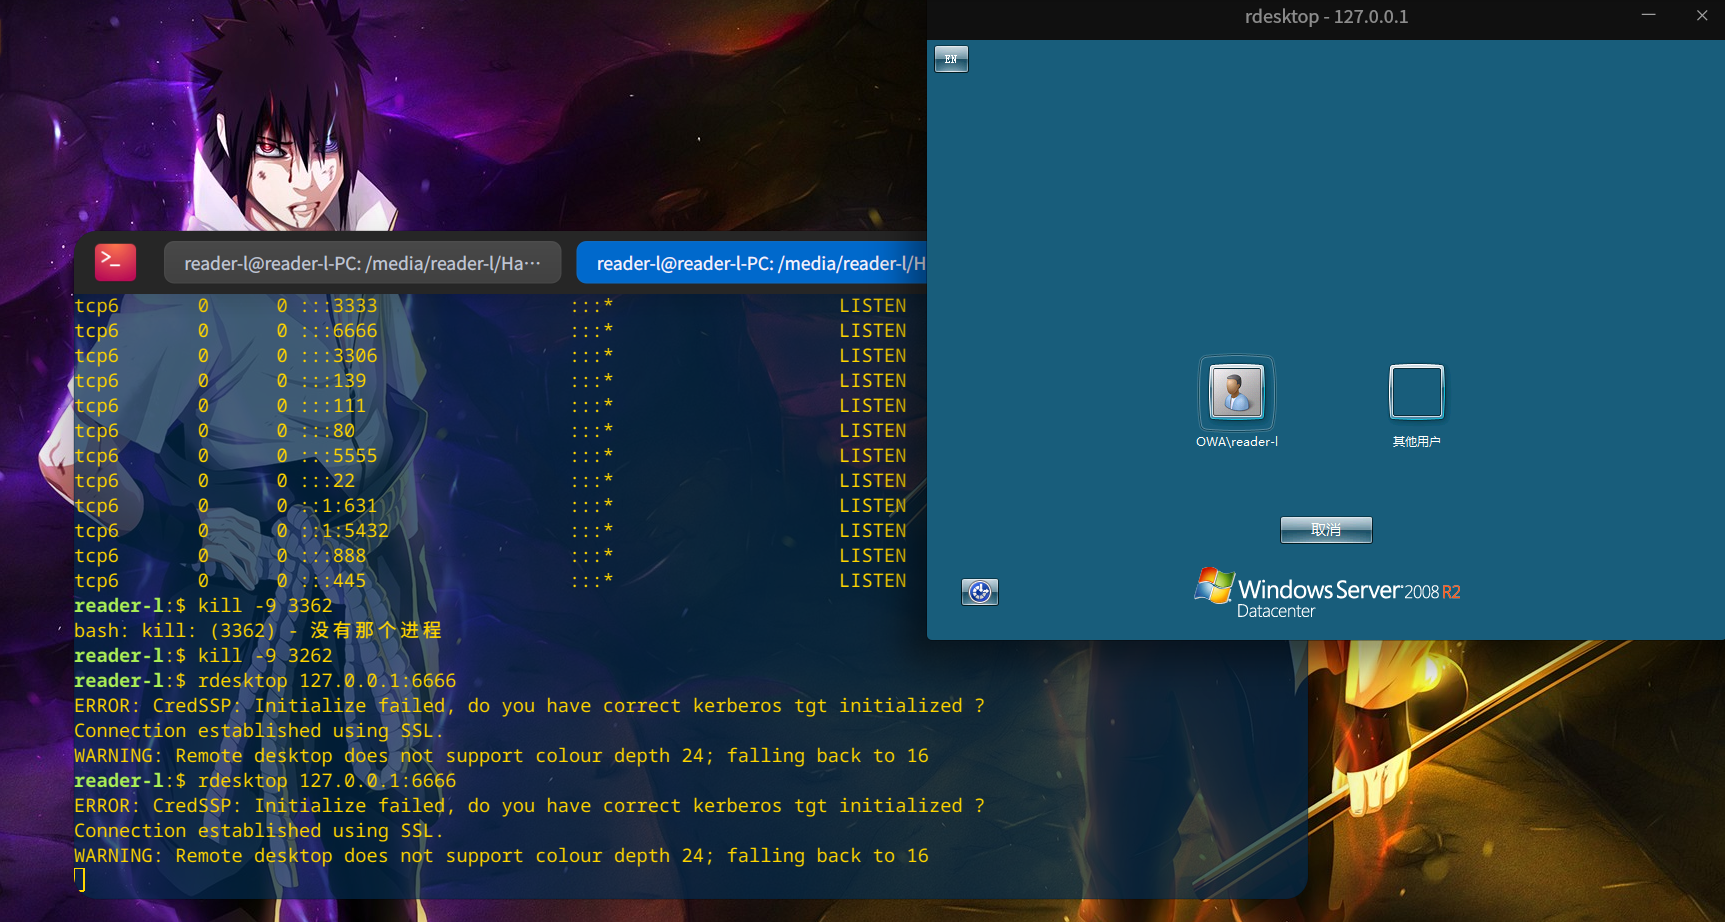 rdesktop - 127.0.0.1
EN
OWA\reader-l
其他用户
取消
Windows Server 2008 R2
Datacenter
reader-l@reader-l-PC: /media/reader-l/Ha···
reader-l@reader-l-PC: /media/reader-l/H
tcp6 0 0 :::3333 :::* LISTEN
tcp6 0 0 :::6666 :::* LISTEN
tcp6 0 0 :::3306 :::* LISTEN
tcp6 0 0 :::139 :::* LISTEN
tcp6 0 0 :::111 :::* LISTEN
tcp6 0 0 :::80 :::* LISTEN
tcp6 0 0 :::5555 :::* LISTEN
tcp6 0 0 :::22 :::* LISTEN
tcp6 0 0 ::1:631 :::* LISTEN
tcp6 0 0 ::1:5432 :::* LISTEN
tcp6 0 0 :::888 :::* LISTEN
tcp6 0 0 :::445 :::* LISTEN
reader-l:$ kill -9 3362
bash: kill: (3362) - 没有那个进程
reader-l:$ kill -9 3262
reader-l:$ rdesktop 127.0.0.1:6666
ERROR: CredSSP: Initialize failed, do you have correct kerberos tgt initialized ?
Connection established using SSL.
WARNING: Remote desktop does not support colour depth 24; falling back to 16
reader-l:$ rdesktop 127.0.0.1:6666
ERROR: CredSSP: Initialize failed, do you have correct kerberos tgt initialized ?
Connection established using SSL.
WARNING: Remote desktop does not support colour depth 24; falling back to 16